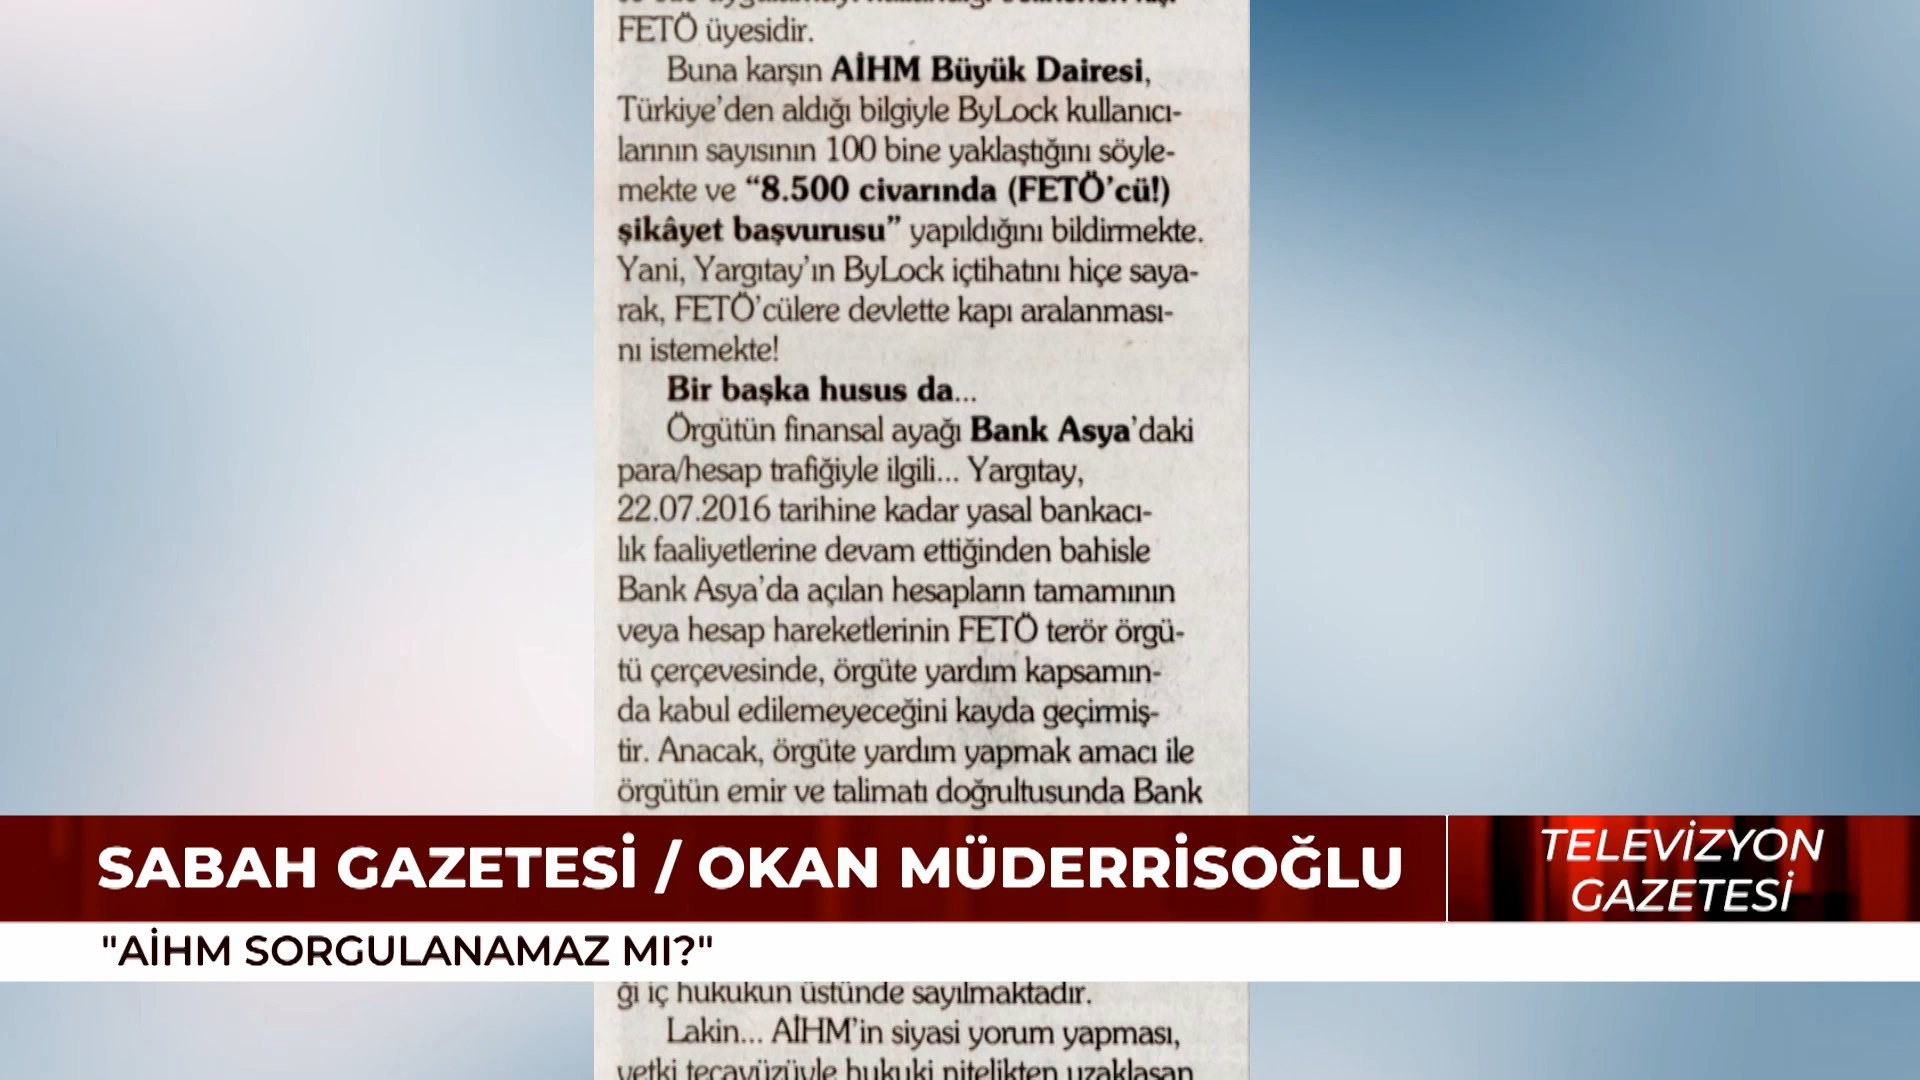 FETÖ üyesidir.
Buna karşın AİHM Büyük Dairesi,
Türkiye'den aldığı bilgiyle ByLock kullanıcı-
larının sayısının 100 bine yaklaştığını söyle-
mekte ve “8.500 civarında (FETÖ'cü!)
şikâyet başvurusu” yapıldığını bildirmekte.
Yani, Yargıtay'ın ByLock içtihatını hiçe saya-
rak, FETÖ'cülere devlette kapı aralanması-
nı istemekte!
Bir başka husus da...
Örgütün finansal ayağı Bank Asya'daki
para/hesap trafiğiyle ilgili... Yargıtay,
22.07.2016 tarihine kadar yasal bankacı-
lık faaliyetlerine devam ettiğinden bahisle
Bank Asya'da açılan hesapların tamamının
veya hesap hareketlerinin FETÖ terör örgü-
tü çerçevesinde, örgüte yardım kapsamın-
da kabul edilemeyeceğini kayda geçirmiş-
tir. Anacak, örgüte yardım yapmak amacı ile
örgütün emir ve talimatı doğrultusunda Bank
SABAH GAZETESİ / OKAN MÜDERRİSOĞLU
TELEVİZYON
GAZETESİ
"AİHM SORGULANAMAZ MI?"
ği iç hukukun üstünde sayılmaktadır.
Lakin... AİHM'in siyasi yorum yapması,
yetki tecavüzüyle hukuki nitelikten uzaklaşan